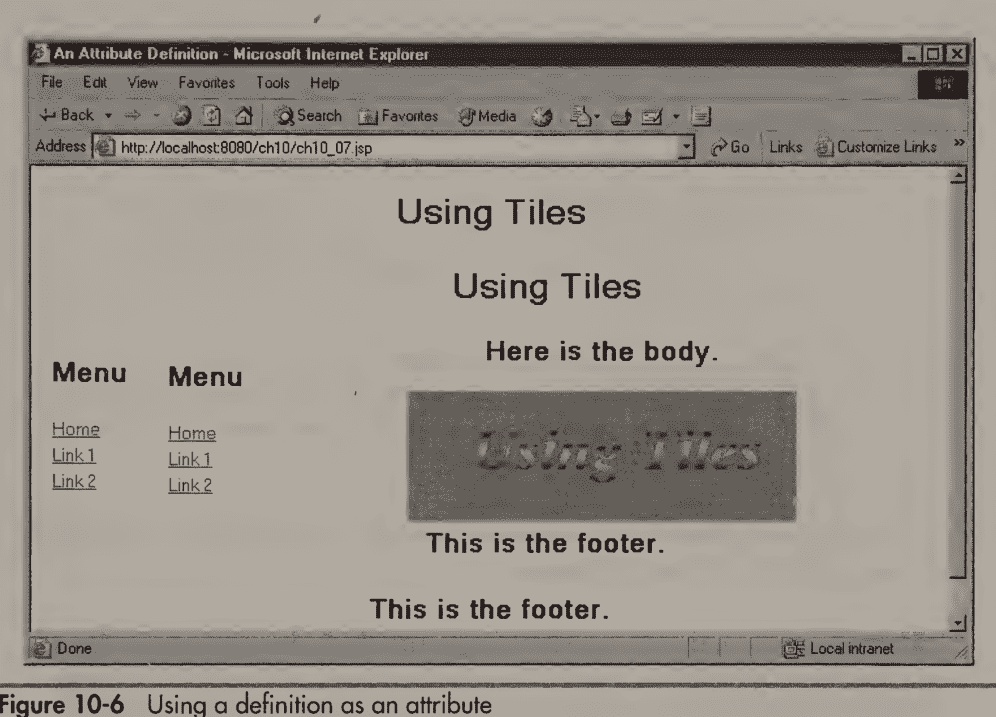 An Attribute Definition - Microsoft Internet Explorer
File Edit View Favorites Tools Help
Back Search Favorites Media
Address http://localhost:8080/ch10/ch10_07.jsp Go Links Customize Links »
Using Tiles
Using Tiles
Here is the body.
Menu Menu
Home Home
Link 1 Link 1
Link 2 Link 2
Using Tiles
This is the footer.
This is the footer.
Done Local intranet
Figure 10-6 Using a definition as an attribute